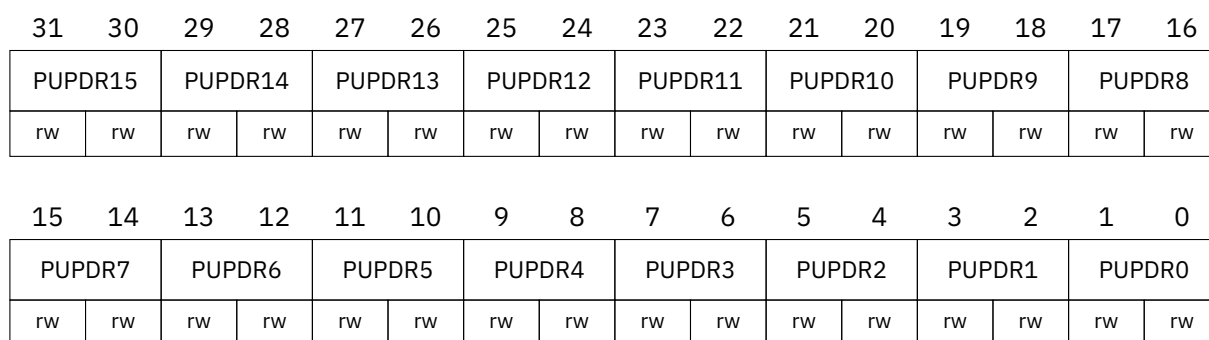 31 30 29 28 27 26 25 24 23 22 21 20 19 18 17 16
PUPDR15 PUPDR14 PUPDR13 PUPDR12 PUPDR11 PUPDR10 PUPDR9 PUPDR8
rw rw rw rw rw rw rw rw rw rw rw rw rw rw rw rw
15 14 13 12 11 10 9 8 7 6 5 4 3 2 1 0
PUPDR7 PUPDR6 PUPDR5 PUPDR4 PUPDR3 PUPDR2 PUPDR1 PUPDR0
rw rw rw rw rw rw rw rw rw rw rw rw rw rw rw rw